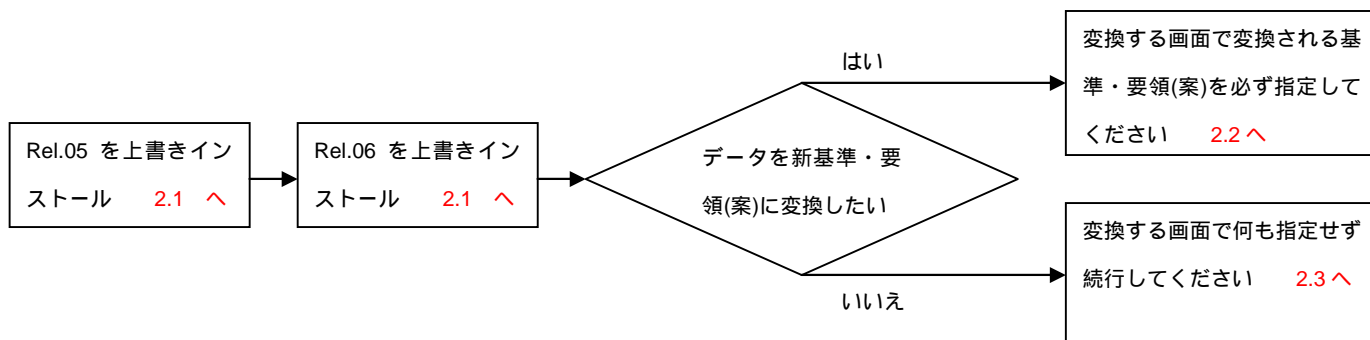 Rel.05 を上書きイン
ストール 2.1 へ
Rel.06 を上書きイン
ストール 2.1 へ
データを新基準・要
領(案)に変換したい
はい
変換する画面で変換される基
準・要領(案)を必ず指定して
ください 2.2 へ
いいえ
変換する画面で何も指定せず
続行してください 2.3 へ